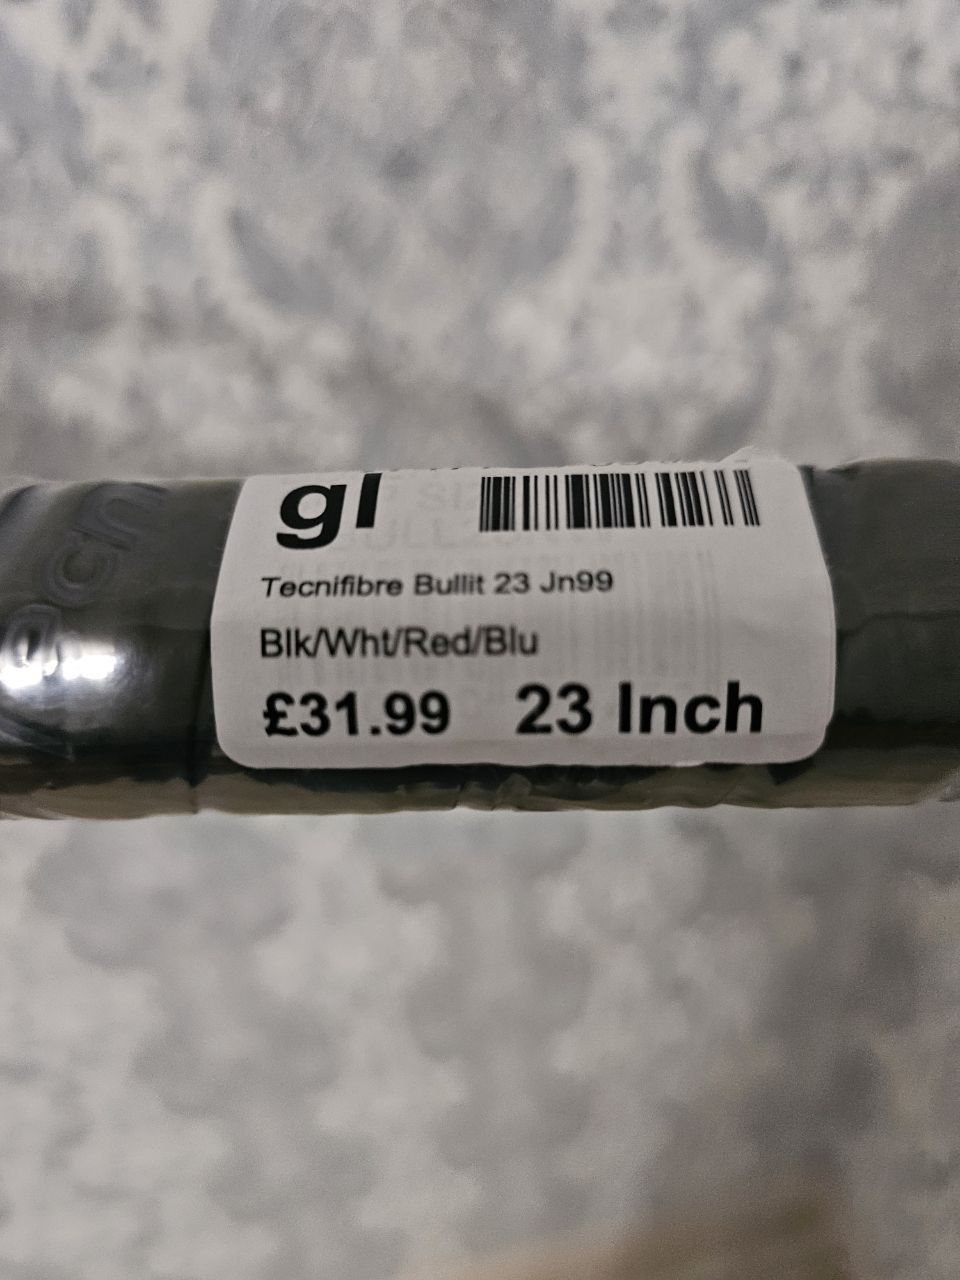 gl
Tecnifibre Bullit 23 Jn99
Blk/Wht/Red/Blu
£31.99 23 Inch